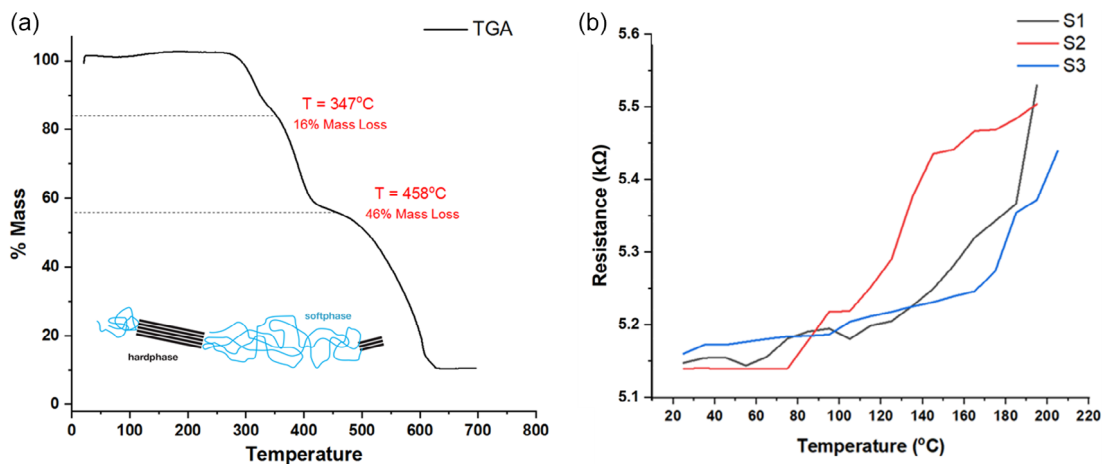 (a)
TGA
100
80
60
40
20
0
% Mass
T = 347°C
16% Mass Loss
T = 458°C
46% Mass Loss
softphase
hardphase
0 100 200 300 400 500 600 700 800
Temperature
(b)
S1
S2
S3
5.6
5.5
5.4
5.3
5.2
5.1
Resistance (kΩ)
20 40 60 80 100 120 140 160 180 200 220
Temperature (°C)